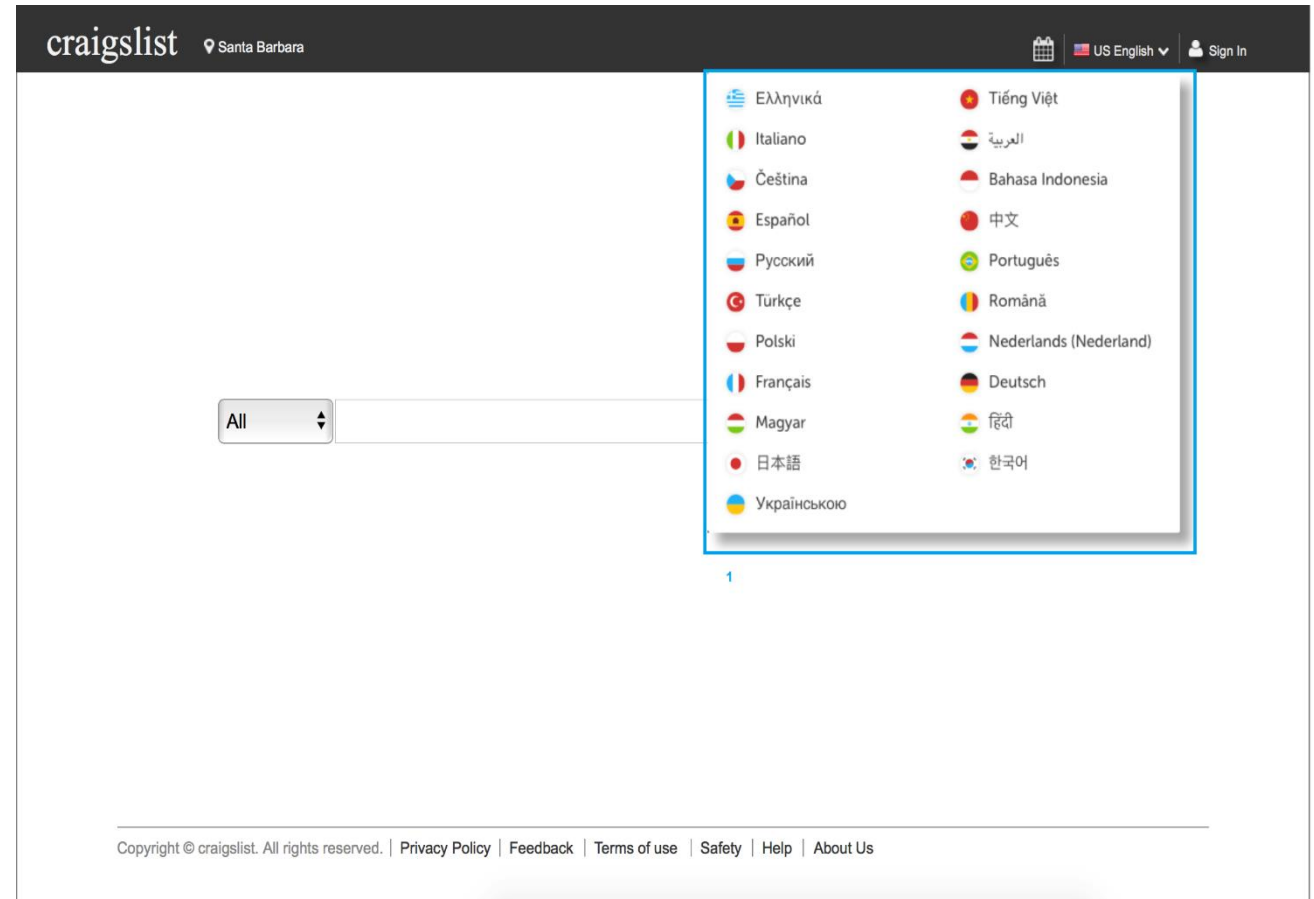 craigslist Santa Barbara US English Sign In
Ελληνικά Tiếng Việt
Italiano العربية
Čeština Bahasa Indonesia
Español 中文
Русский Português
Türkçe Română
Polski Nederlands (Nederland)
Français Deutsch
All
Magyar हिंदी
日本語 한국어
Українською
1
Copyright © craigslist. All rights reserved. | Privacy Policy | Feedback | Terms of use | Safety | Help | About Us